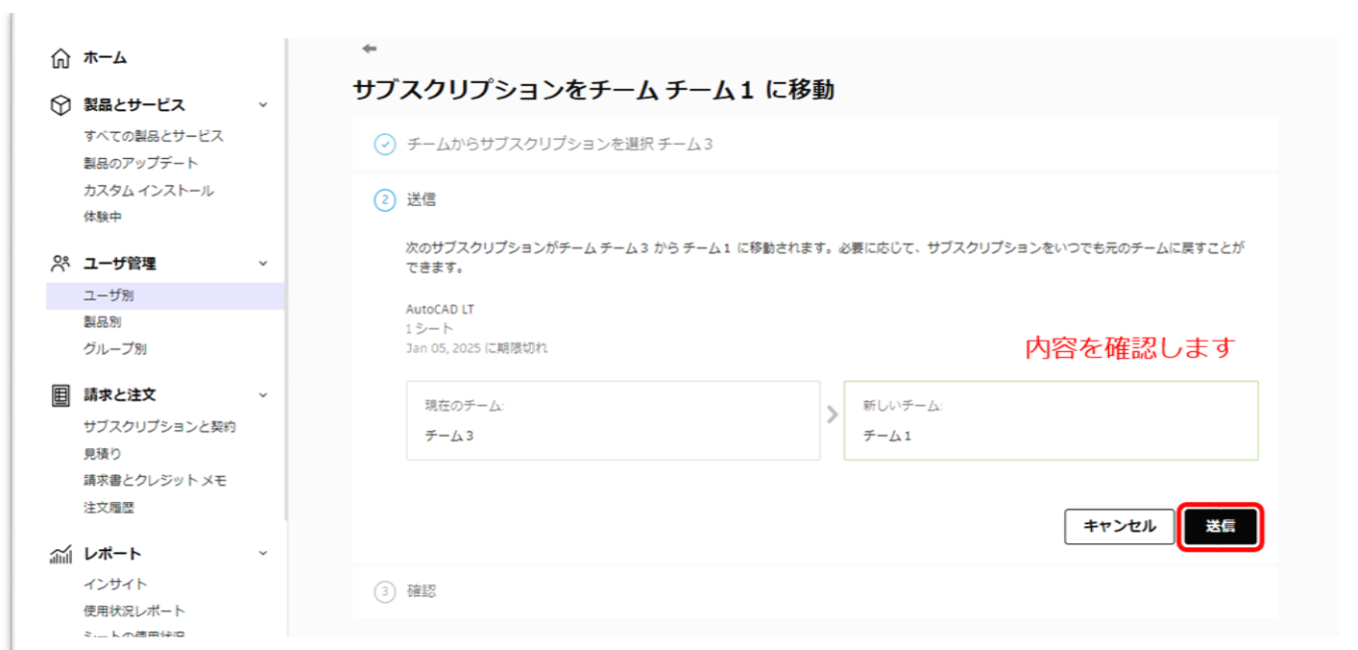 ホーム
製品とサービス
すべての製品とサービス
製品のアップデート
カスタム インストール
体験中
ユーザ管理
ユーザ別
製品別
グループ別
請求と注文
サブスクリプションと契約
見積り
請求書とクレジット メモ
注文履歴
レポート
インサイト
使用状況レポート
シートの使用状況
サブスクリプションをチーム チーム1 に移動
チームからサブスクリプションを選択 チーム3
2 送信
次のサブスクリプションがチーム チーム3 から チーム1 に移動されます。必要に応じて、サブスクリプションをいつでも元のチームに戻すことが
できます。
AutoCAD LT
1 シート
Jan 05, 2025 に期限切れ
内容を確認します
現在のチーム:
チーム3
新しいチーム:
チーム1
キャンセル
送信
3 確認